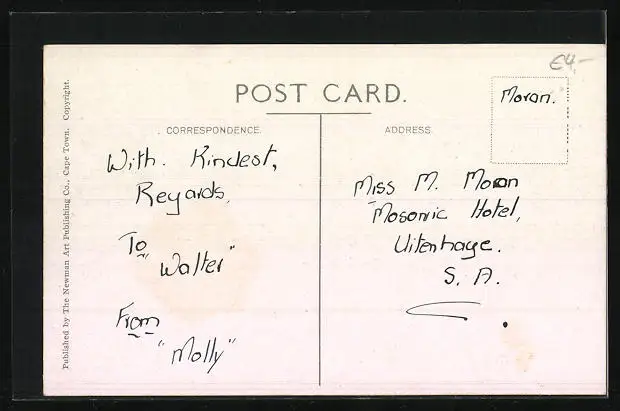 £4-
POST CARD.
Moran.
CORRESPONDENCE.
ADDRESS
With. Kindest,
Regards,
To
"Walter"
From
"Molly"
Miss M. Moran
Masonic Hotel,
Uitenhage.
S. A.
Published by The Newman Art Publishing Co., Cape Town. Copyright.